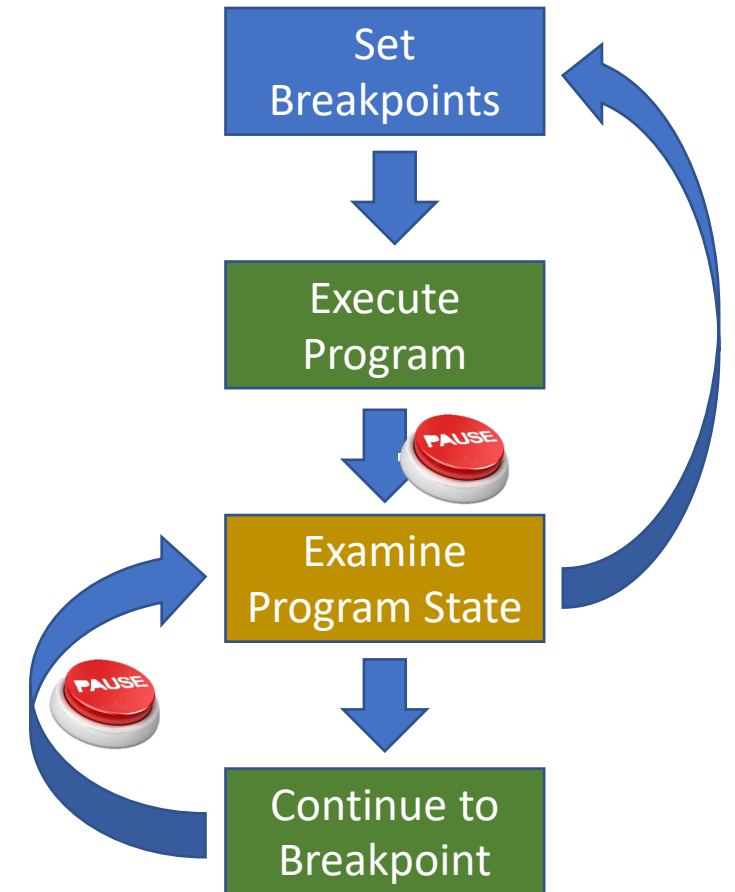 Set
Breakpoints
Execute
Program
PAUSE
Examine
Program State
PAUSE
Continue to
Breakpoint